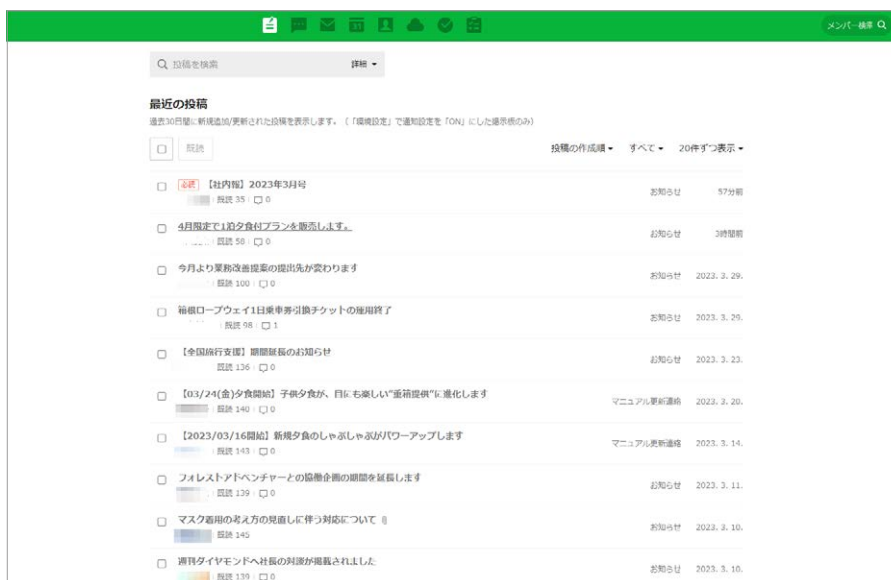 メンバー検索
投稿を検索 詳細
最近の投稿
過去30日間に新規追加/更新された投稿を表示します。（「環境設定」で通知設定を「ON」にした掲示板のみ）
既読 投稿の作成順 すべて 20件ずつ表示
必読 【社内報】2023年3月号 お知らせ 57分前
既読 35 0
4月限定で1泊夕食付プランを販売します。 お知らせ 3時間前
既読 58 0
今月より業務改善提案の提出先が変わります お知らせ 2023. 3. 29.
既読 100 0
箱根ロープウェイ1日乗車券引換チケットの運用終了 お知らせ 2023. 3. 29.
既読 98 1
【全国旅行支援】期間延長のお知らせ お知らせ 2023. 3. 23.
既読 136 0
【03/24(金)夕食開始】子供夕食が、目にも楽しい"重箱提供"に進化します マニュアル更新連絡 2023. 3. 20.
既読 140 0
【2023/03/16開始】新規夕食のしゃぶしゃぶがパワーアップします マニュアル更新連絡 2023. 3. 14.
既読 143 0
フォレストアドベンチャーとの協働企画の期間を延長します お知らせ 2023. 3. 11.
既読 139 0
マスク着用の考え方の見直しに伴う対応について お知らせ 2023. 3. 10.
既読 145
週刊ダイヤモンドへ社長の対談が掲載されました お知らせ 2023. 3. 10.
既読 139 0